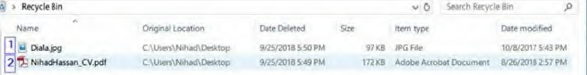 Recycle Bin Search Recycle Bin
Name Original Location Date Deleted Size Item type Date modified
1 Diala.jpg C:\Users\Nihad\Desktop 9/25/2018 5:50 PM 97 KB JPG File 10/8/2017 5:43 PM
2 NihadHassan_CV.pdf C:\Users\Nihad\Desktop 9/25/2018 5:49 PM 172 KB Adobe Acrobat Document 8/26/2018 2:57 PM